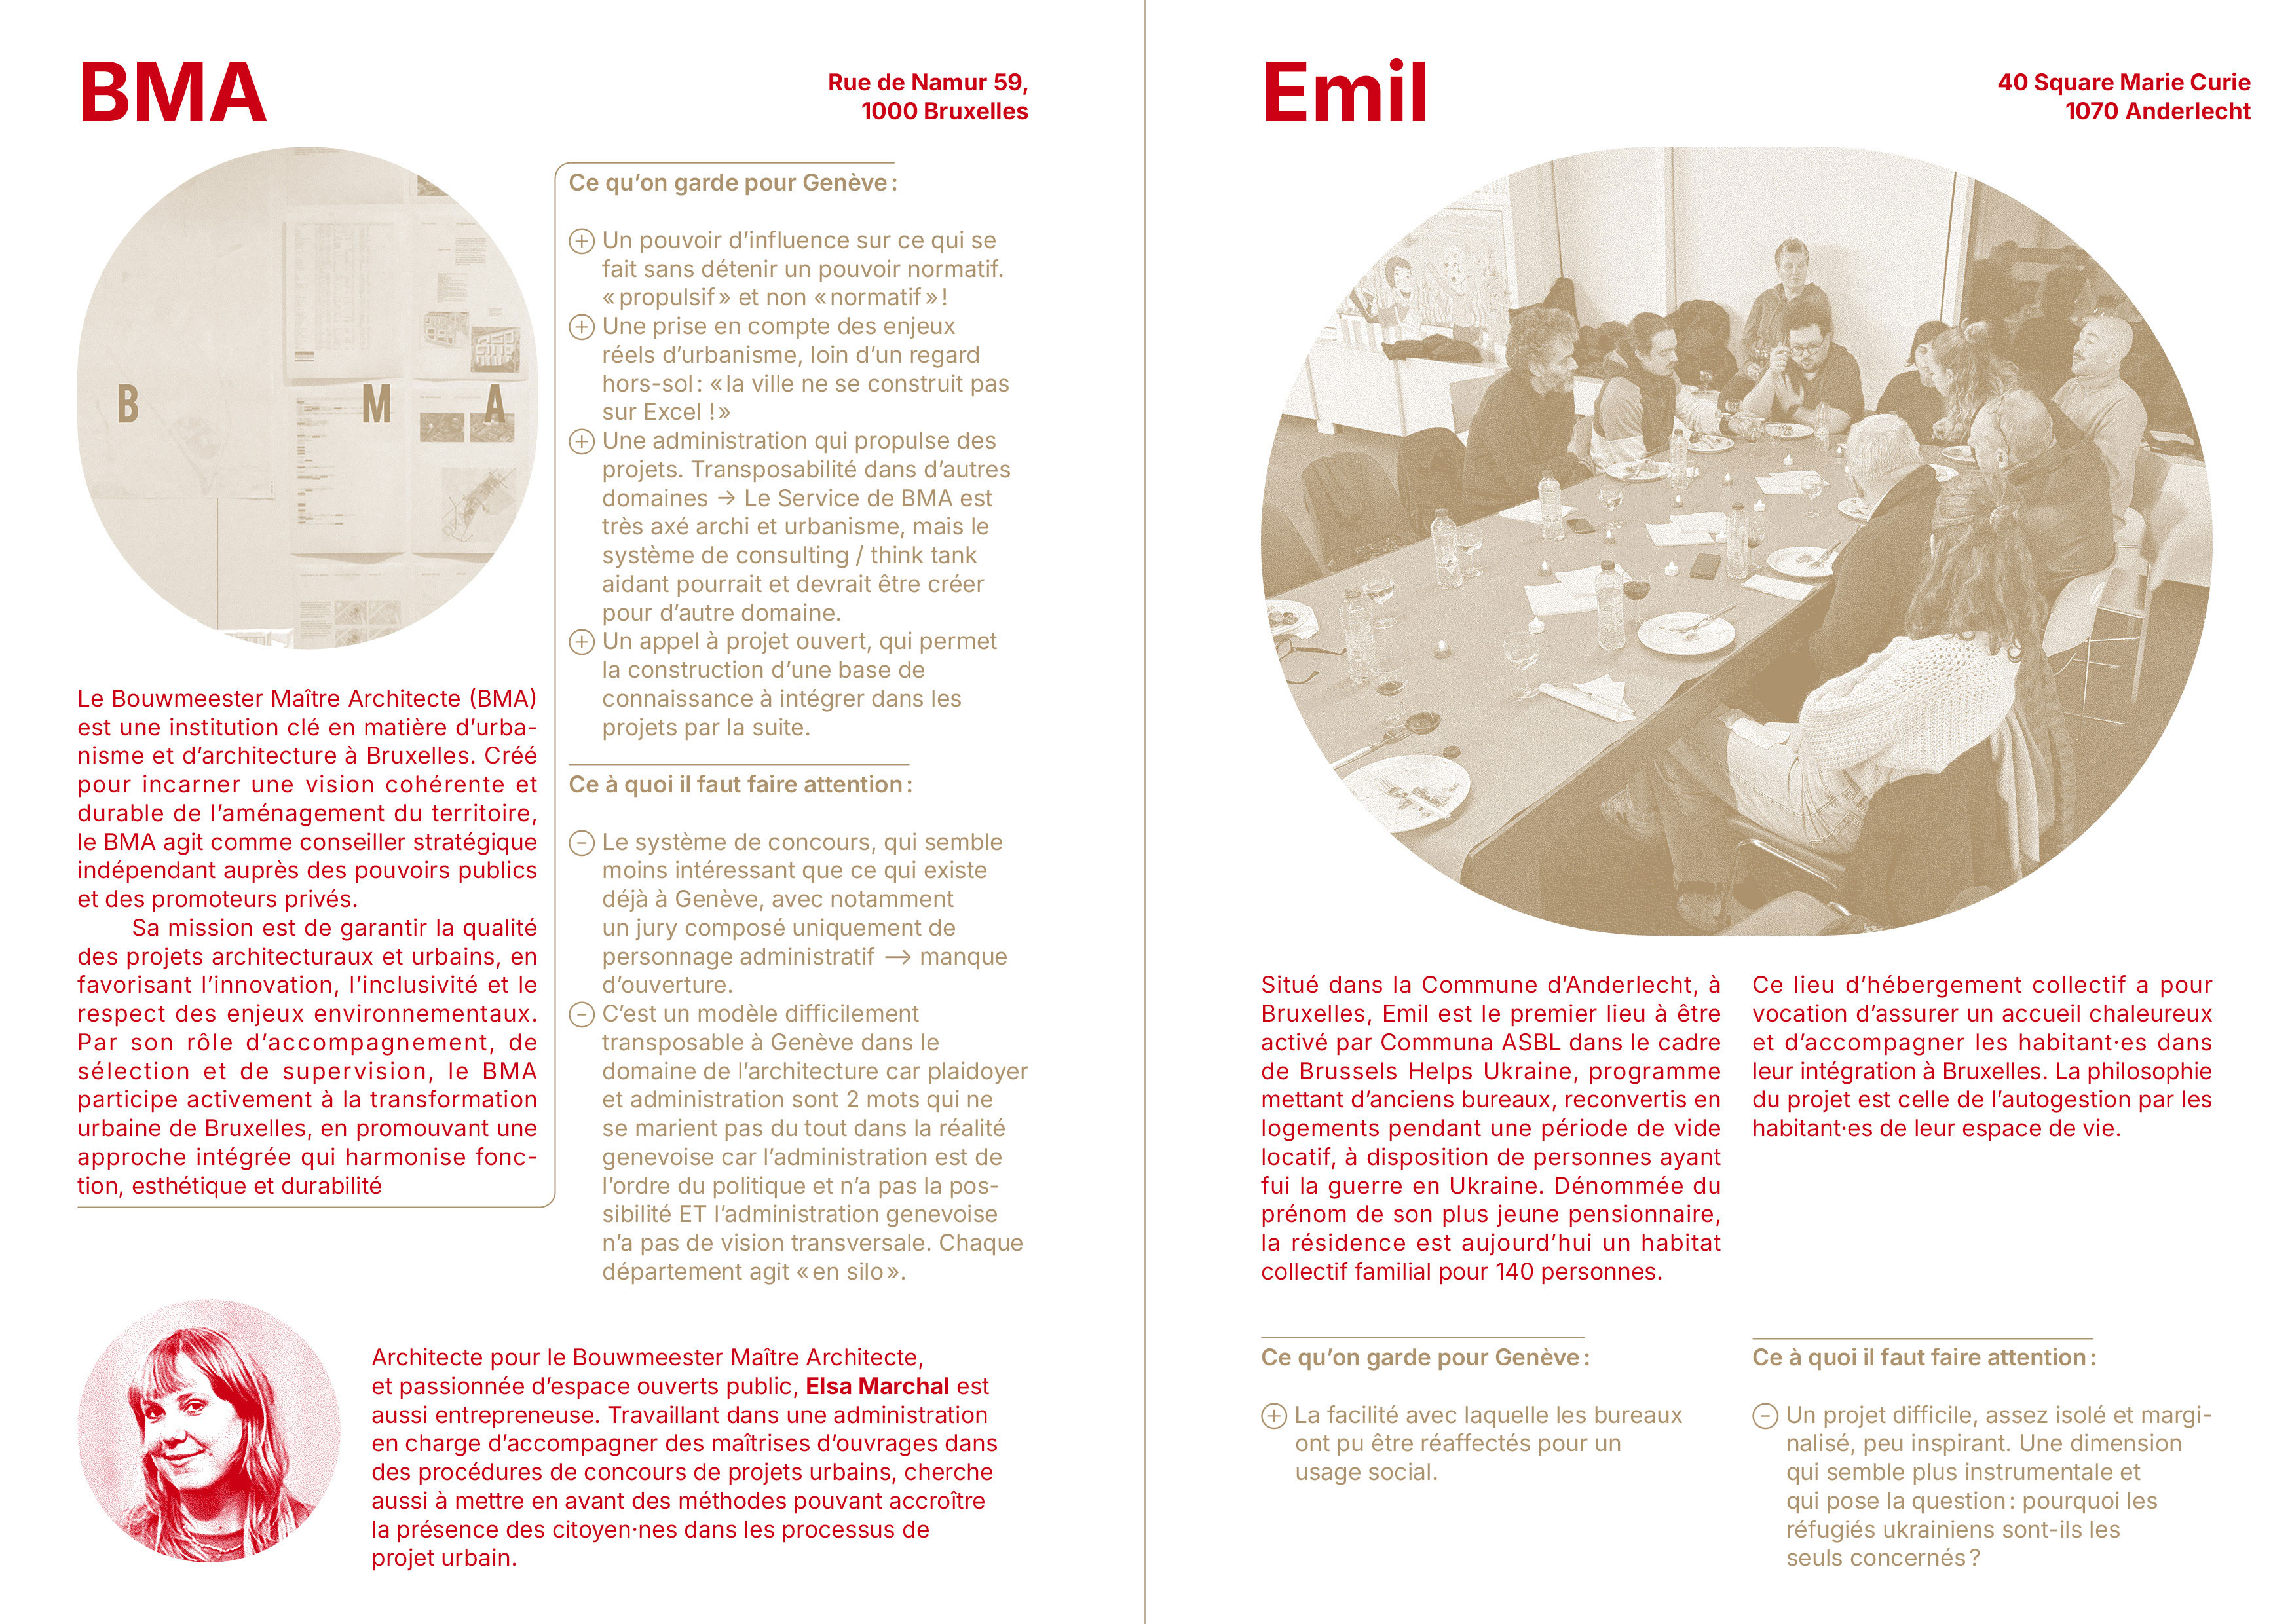 BMA
Rue de Namur 59,
1000 Bruxelles
B M A
Le Bouwmeester Maître Architecte (BMA)
est une institution clé en matière d’urba-
nisme et d’architecture à Bruxelles. Créé
pour incarner une vision cohérente et
durable de l’aménagement du territoire,
le BMA agit comme conseiller stratégique
indépendant auprès des pouvoirs publics
et des promoteurs privés.
Sa mission est de garantir la qualité
des projets architecturaux et urbains, en
favorisant l’innovation, l’inclusivité et le
respect des enjeux environnementaux.
Par son rôle d’accompagnement, de
sélection et de supervision, le BMA
participe activement à la transformation
urbaine de Bruxelles, en promouvant une
approche intégrée qui harmonise fonc-
tion, esthétique et durabilité
Ce qu’on garde pour Genève :
+ Un pouvoir d’influence sur ce qui se
fait sans détenir un pouvoir normatif.
« propulsif » et non « normatif » !
+ Une prise en compte des enjeux
réels d’urbanisme, loin d’un regard
hors-sol : « la ville ne se construit pas
sur Excel ! »
+ Une administration qui propulse des
projets. Transposabilité dans d’autres
domaines → Le Service de BMA est
très axé archi et urbanisme, mais le
système de consulting / think tank
aidant pourrait et devrait être créer
pour d’autre domaine.
+ Un appel à projet ouvert, qui permet
la construction d’une base de
connaissance à intégrer dans les
projets par la suite.
Ce à quoi il faut faire attention :
- Le système de concours, qui semble
moins intéressant que ce qui existe
déjà à Genève, avec notamment
un jury composé uniquement de
personnage administratif → manque
d’ouverture.
- C’est un modèle difficilement
transposable à Genève dans le
domaine de l’architecture car plaidoyer
et administration sont 2 mots qui ne
se marient pas du tout dans la réalité
genevoise car l’administration est de
l’ordre du politique et n’a pas la pos-
sibilité ET l’administration genevoise
n’a pas de vision transversale. Chaque
département agit « en silo ».
Architecte pour le Bouwmeester Maître Architecte,
et passionnée d’espace ouverts public, Elsa Marchal est
aussi entrepreneuse. Travaillant dans une administration
en charge d’accompagner des maîtrises d’ouvrages dans
des procédures de concours de projets urbains, cherche
aussi à mettre en avant des méthodes pouvant accroître
la présence des citoyen·nes dans les processus de
projet urbain.
Emil
40 Square Marie Curie
1070 Anderlecht
Situé dans la Commune d’Anderlecht, à
Bruxelles, Emil est le premier lieu à être
activé par Communa ASBL dans le cadre
de Brussels Helps Ukraine, programme
mettant d’anciens bureaux, reconvertis en
logements pendant une période de vide
locatif, à disposition de personnes ayant
fui la guerre en Ukraine. Dénommée du
prénom de son plus jeune pensionnaire,
la résidence est aujourd’hui un habitat
collectif familial pour 140 personnes.
Ce lieu d’hébergement collectif a pour
vocation d’assurer un accueil chaleureux
et d’accompagner les habitant·es dans
leur intégration à Bruxelles. La philosophie
du projet est celle de l’autogestion par les
habitant·es de leur espace de vie.
Ce qu’on garde pour Genève :
+ La facilité avec laquelle les bureaux
ont pu être réaffectés pour un
usage social.
Ce à quoi il faut faire attention :
- Un projet difficile, assez isolé et margi-
nalisé, peu inspirant. Une dimension
qui semble plus instrumentale et
qui pose la question : pourquoi les
réfugiés ukrainiens sont-ils les
seuls concernés ?